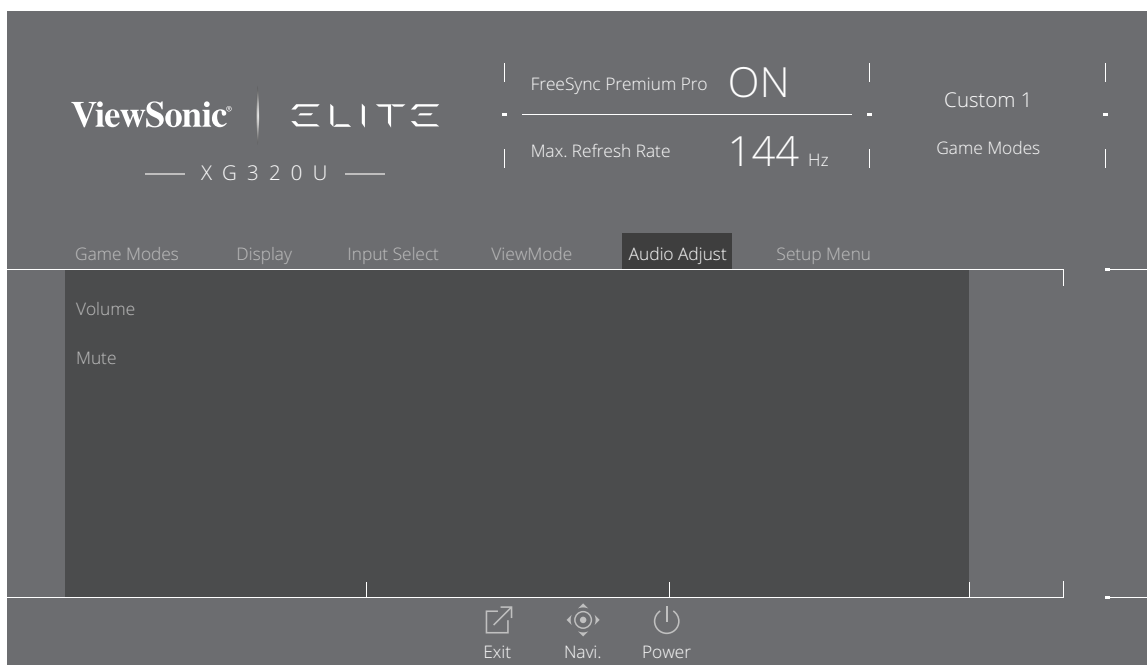 ViewSonic® ELITE
XG320U
FreeSync Premium Pro ON
Max. Refresh Rate 144 Hz
Custom 1
Game Modes
Game Modes Display Input Select ViewMode Audio Adjust Setup Menu
Volume
Mute
Exit Navi. Power